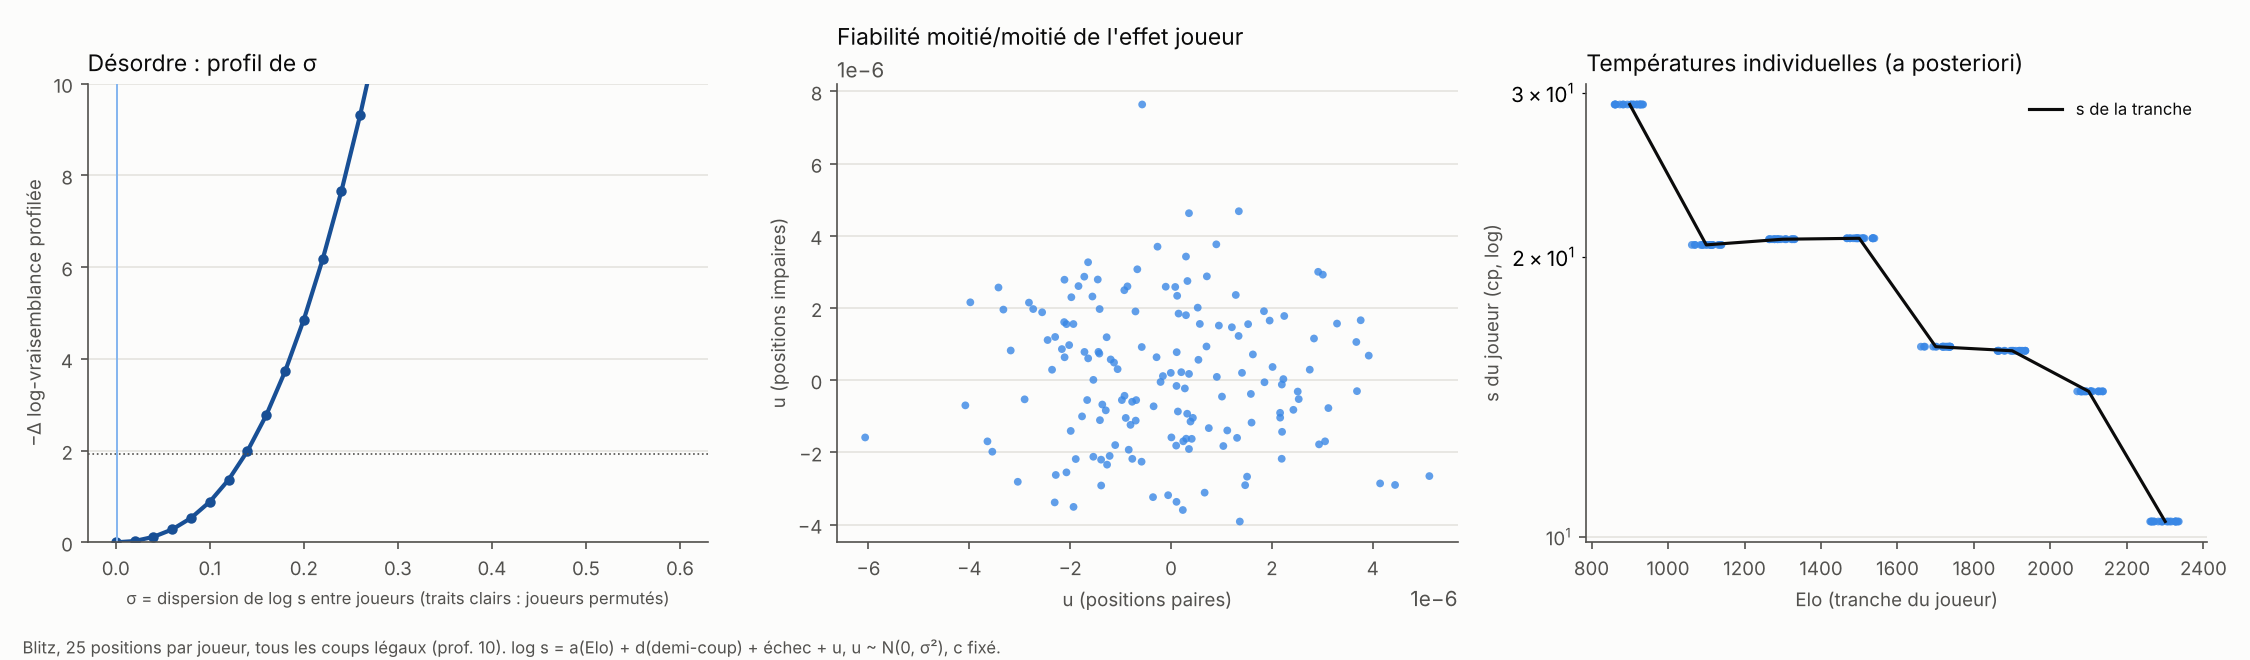 Désordre : profil de σ
−Δ log-vraisemblance profilée
10
8
6
4
2
0
0.0 0.1 0.2 0.3 0.4 0.5 0.6
σ = dispersion de log s entre joueurs (traits clairs : joueurs permutés)
Fiabilité moitié/moitié de l'effet joueur
1e−6
u (positions impaires)
8
6
4
2
0
−2
−4
−6 −4 −2 0 2 4
u (positions paires)
1e−6
Températures individuelles (a posteriori)
s du joueur (cp, log)
3 × 10¹
2 × 10¹
10¹
s de la tranche
800 1000 1200 1400 1600 1800 2000 2200 2400
Elo (tranche du joueur)
Blitz, 25 positions par joueur, tous les coups légaux (prof. 10). log s = a(Elo) + d(demi-coup) + échec + u, u ~ N(0, σ²), c fixé.